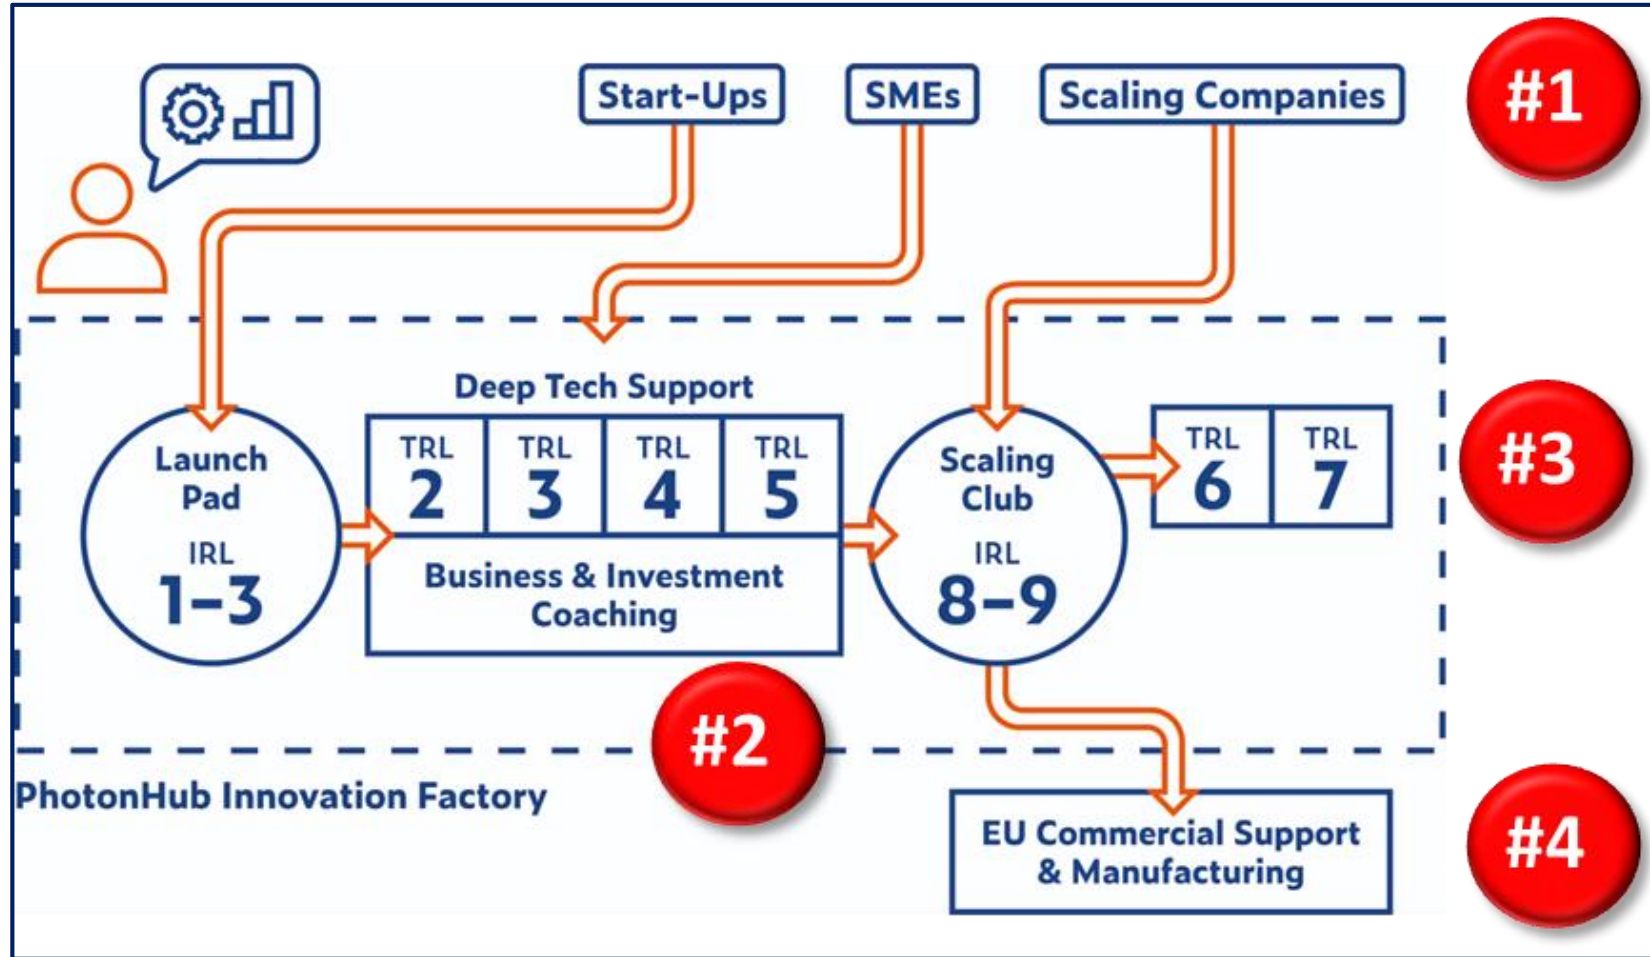 Start-Ups
SMEs
Scaling Companies
#1
Deep Tech Support
Launch
Pad
IRL
1–3
TRL
2
TRL
3
TRL
4
TRL
5
Business & Investment
Coaching
Scaling
Club
IRL
8–9
TRL
6
TRL
7
#3
#2
PhotonHub Innovation Factory
EU Commercial Support
& Manufacturing
#4